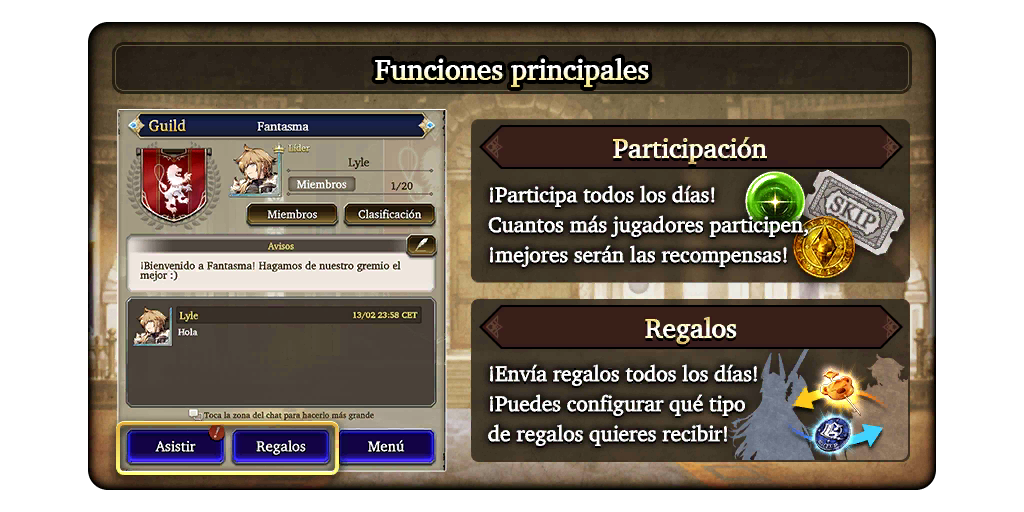 Funciones principales
Guild
Fantasma
Líder
Lyle
Miembros
1/20
Miembros
Clasificación
Avisos
¡Bienvenido a Fantasma! Hagamos de nuestro gremio el
mejor :)
Lyle
13/02 23:58 CET
Hola
Toca la zona del chat para hacerlo más grande
Asistir
!
Regalos
Menú
Participación
¡Participa todos los días!
Cuantos más jugadores participen,
¡mejores serán las recompensas!
SKIP
Regalos
¡Envía regalos todos los días!
¡Puedes configurar qué tipo
de regalos quieres recibir!